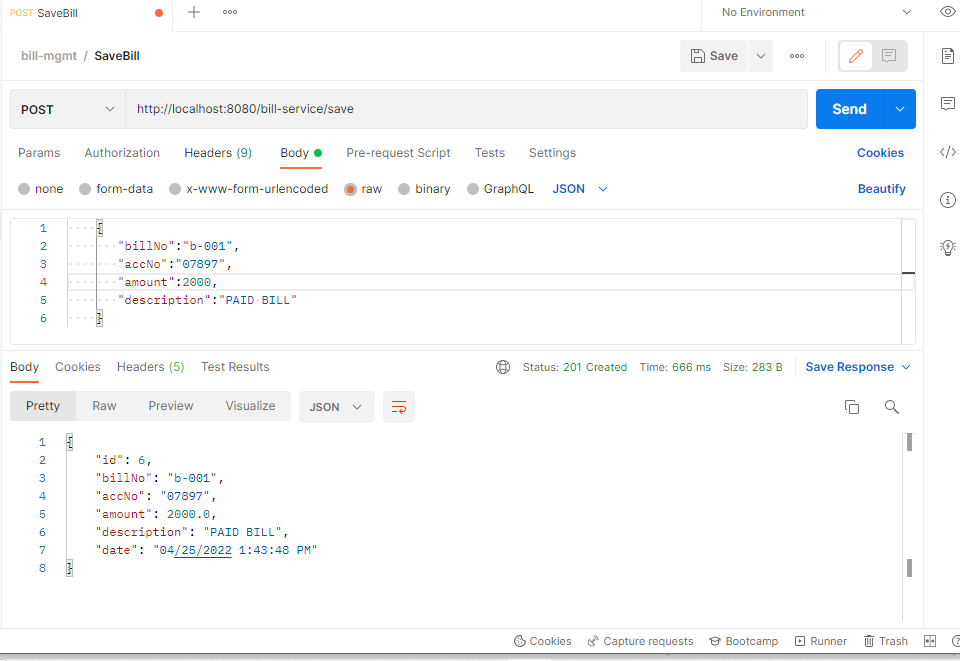 POST SaveBill
No Environment
bill-mgmt / SaveBill
Save
POST
http://localhost:8080/bill-service/save
Send
Params Authorization Headers (9) Body Pre-request Script Tests Settings Cookies
none form-data x-www-form-urlencoded raw binary GraphQL JSON Beautify
1 {
2 "billNo":"b-001",
3 "accNo":"07897",
4 "amount":2000,
5 "description":"PAID BILL"
6 }
Body Cookies Headers (5) Test Results Status: 201 Created Time: 666 ms Size: 283 B Save Response
Pretty Raw Preview Visualize JSON
1 {
2 "id": 6,
3 "billNo": "b-001",
4 "accNo": "07897",
5 "amount": 2000.0,
6 "description": "PAID BILL",
7 "date": "04/25/2022 1:43:48 PM"
8 }
Cookies Capture requests Bootcamp Runner Trash